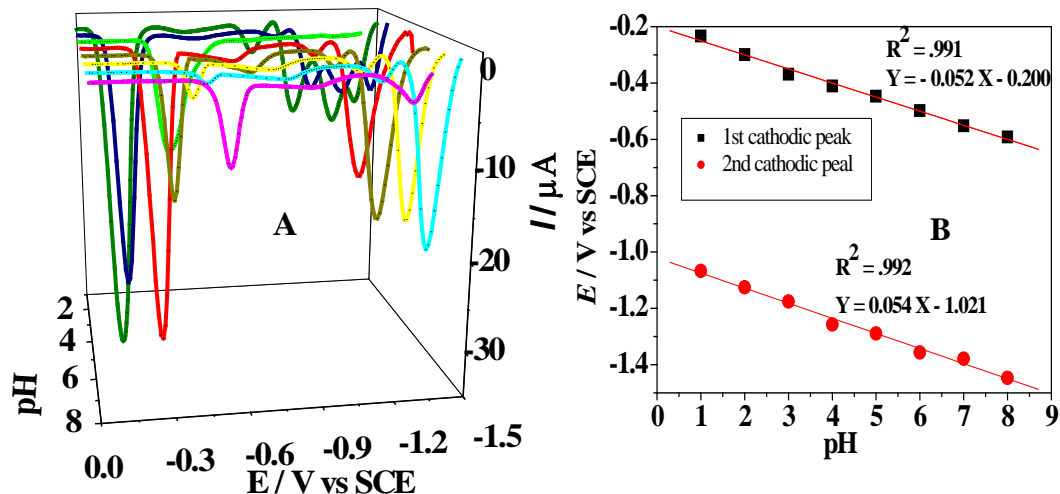 A
0
-10
-20
-30
I / μA
2
4
6
8
pH
0.0
-0.3
-0.6
-0.9
-1.2
-1.5
E / V vs SCE
-0.2
-0.4
-0.6
-0.8
-1.0
-1.2
-1.4
E / V vs SCE
R² = .991
Y = - 0.052 X - 0.200
1st cathodic peak
2nd cathodic peal
B
R² = .992
Y = 0.054 X - 1.021
0 1 2 3 4 5 6 7 8 9
pH